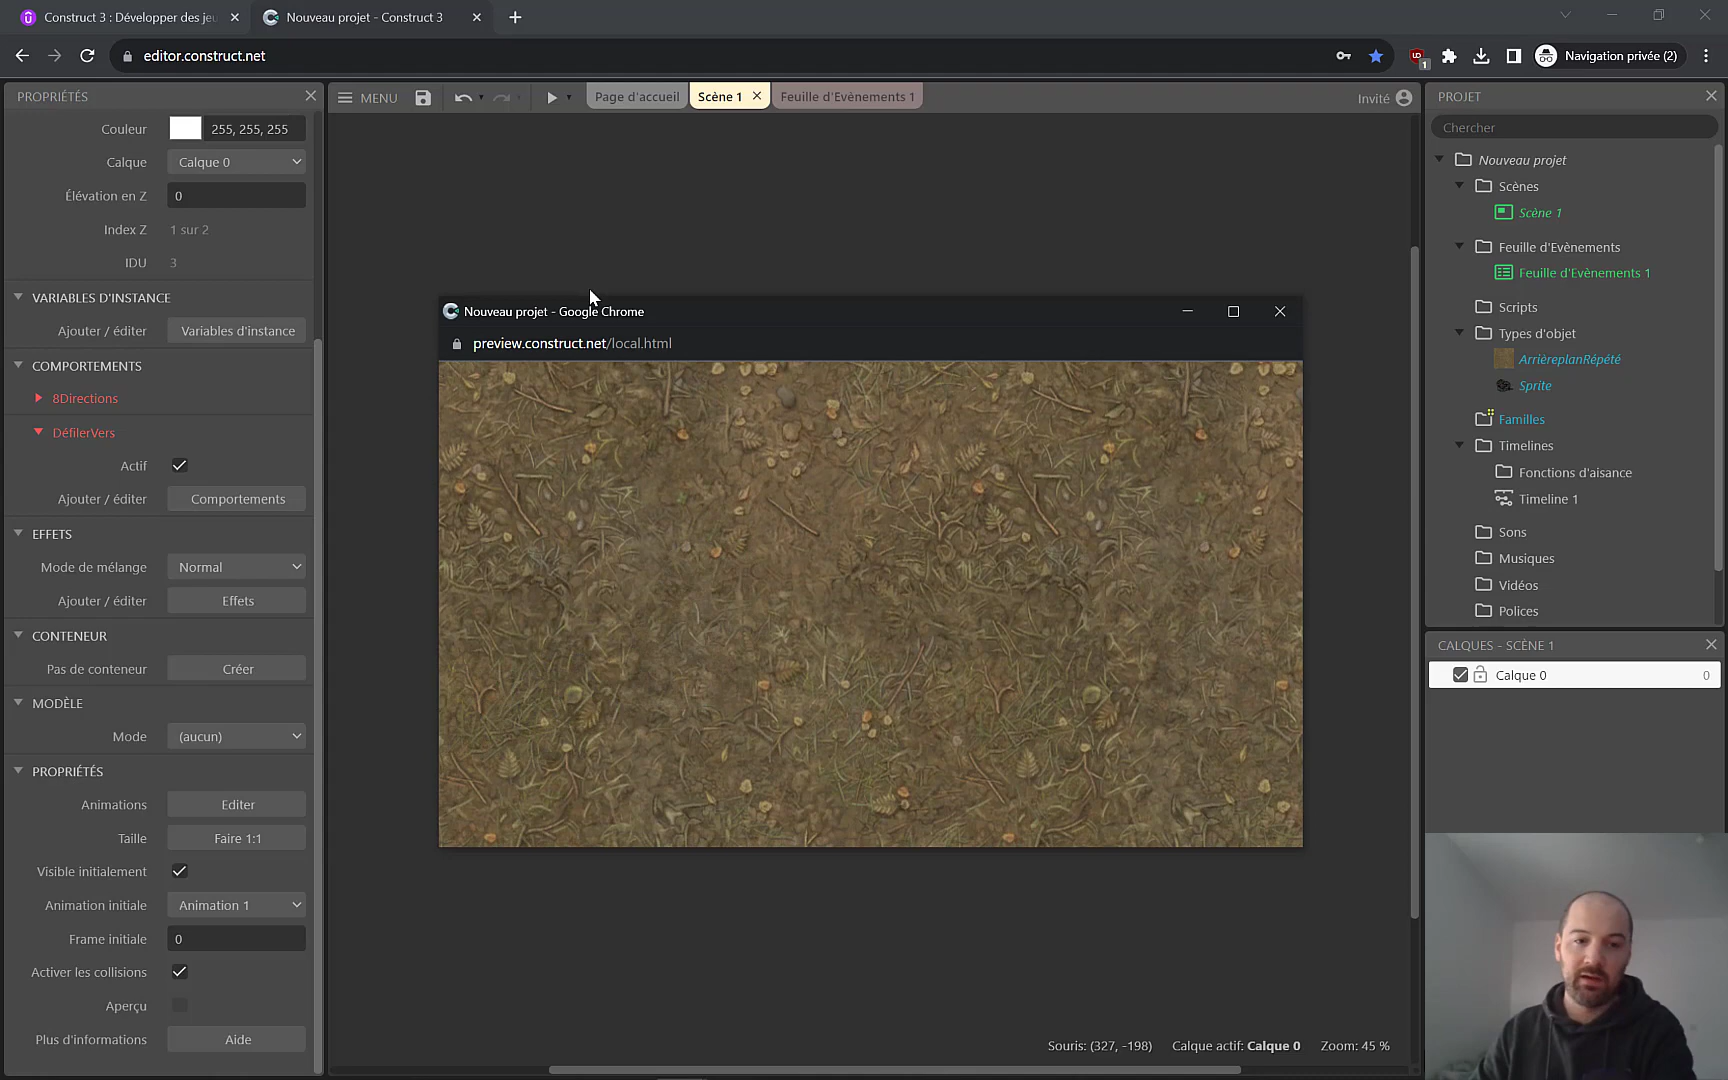 Construct 3 : Développer des jeu
Nouveau projet - Construct 3
editor.construct.net
1
Navigation privée (2)
PROPRIÉTÉS
Couleur
255, 255, 255
Calque
Calque 0
Élévation en Z
0
Index Z
1 sur 2
IDU
3
VARIABLES D'INSTANCE
Ajouter / éditer
Variables d'instance
COMPORTEMENTS
8Directions
DéfilerVers
Actif
Ajouter / éditer
Comportements
EFFETS
Mode de mélange
Normal
Ajouter / éditer
Effets
CONTENEUR
Pas de conteneur
Créer
MODÈLE
Mode
(aucun)
PROPRIÉTÉS
Animations
Editer
Taille
Faire 1:1
Visible initialement
Animation initiale
Animation 1
Frame initiale
0
Activer les collisions
Aperçu
Plus d'informations
Aide
MENU
Page d'accueil
Scène 1
Feuille d'Evènements 1
Invité
Nouveau projet - Google Chrome
preview.construct.net/local.html
Souris: (327, -198)
Calque actif: Calque 0
Zoom: 45 %
PROJET
Chercher
Nouveau projet
Scènes
Scène 1
Feuille d'Evènements
Feuille d'Evènements 1
Scripts
Types d'objet
ArrièreplanRépété
Sprite
Familles
Timelines
Fonctions d'aisance
Timeline 1
Sons
Musiques
Vidéos
Polices
CALQUES - SCÈNE 1
Calque 0
0